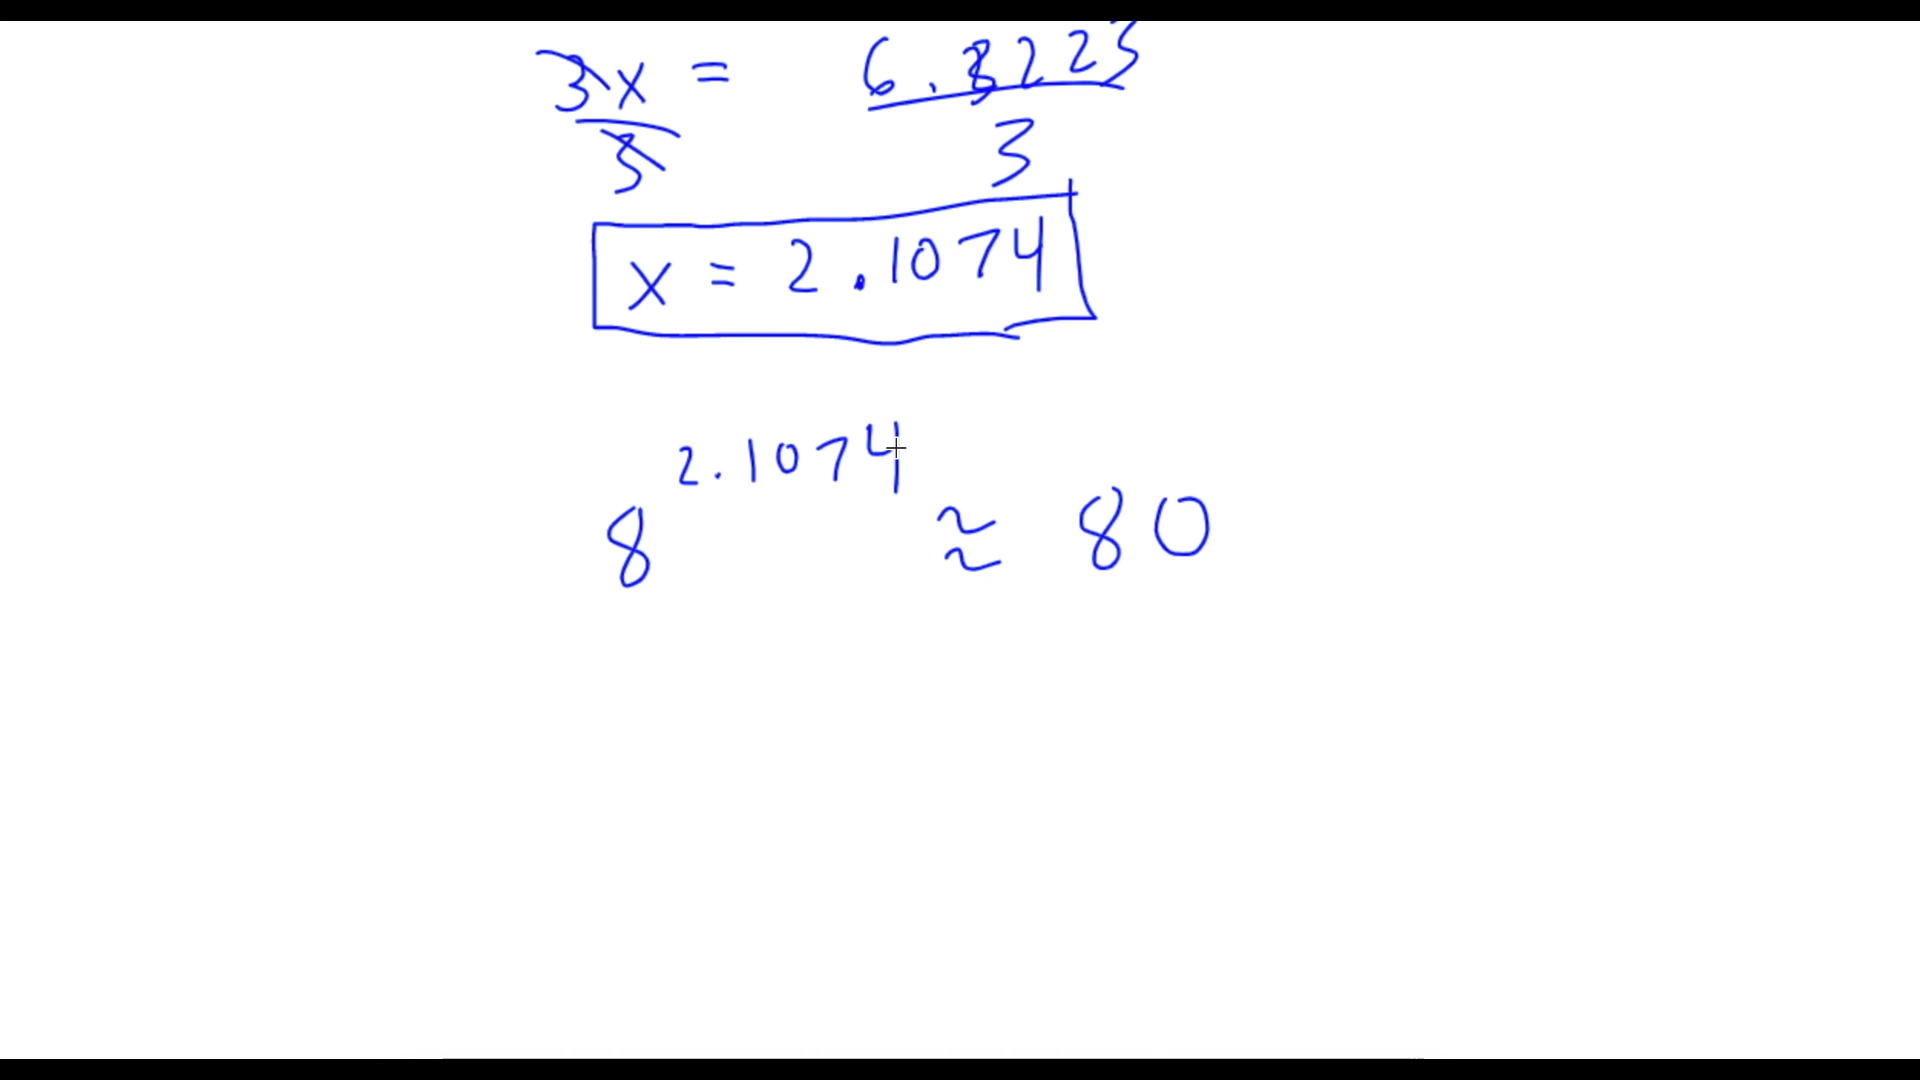 3x = 6.3223
3 3
x = 2.1074
8^2.1074 ≈ 80